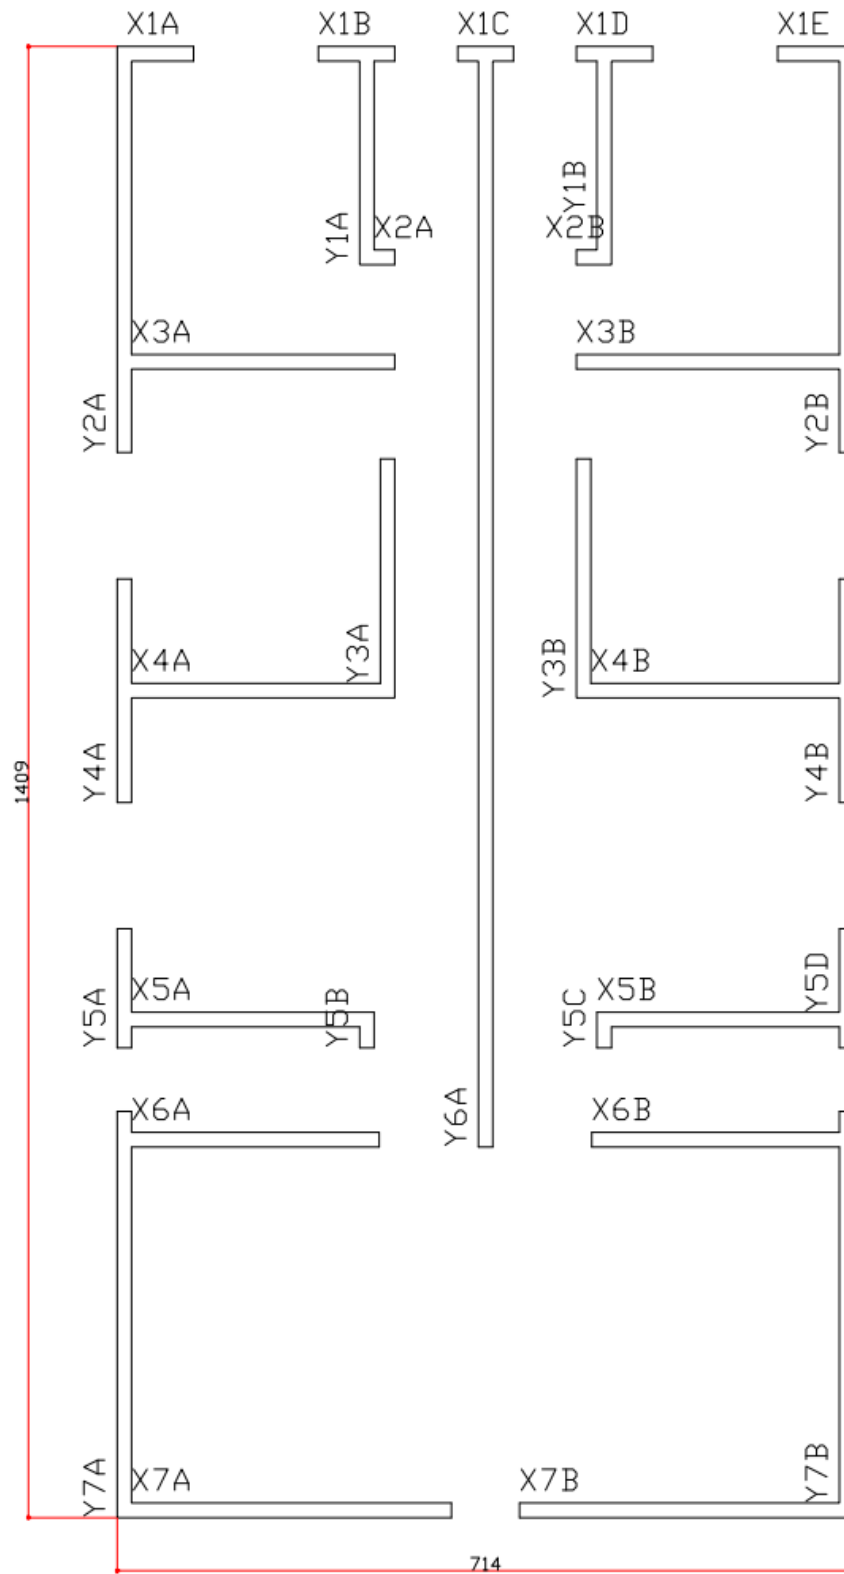 X1A X1B X1C X1D X1E
Y1B
Y1A X2A X2B
X3A X3B
Y2A Y2B
X4A Y3A Y3B X4B
1409 Y4A Y4B
Y5A X5A Y5B Y5C X5B Y5D
X6A Y6A X6B
Y7A X7A X7B Y7B
714